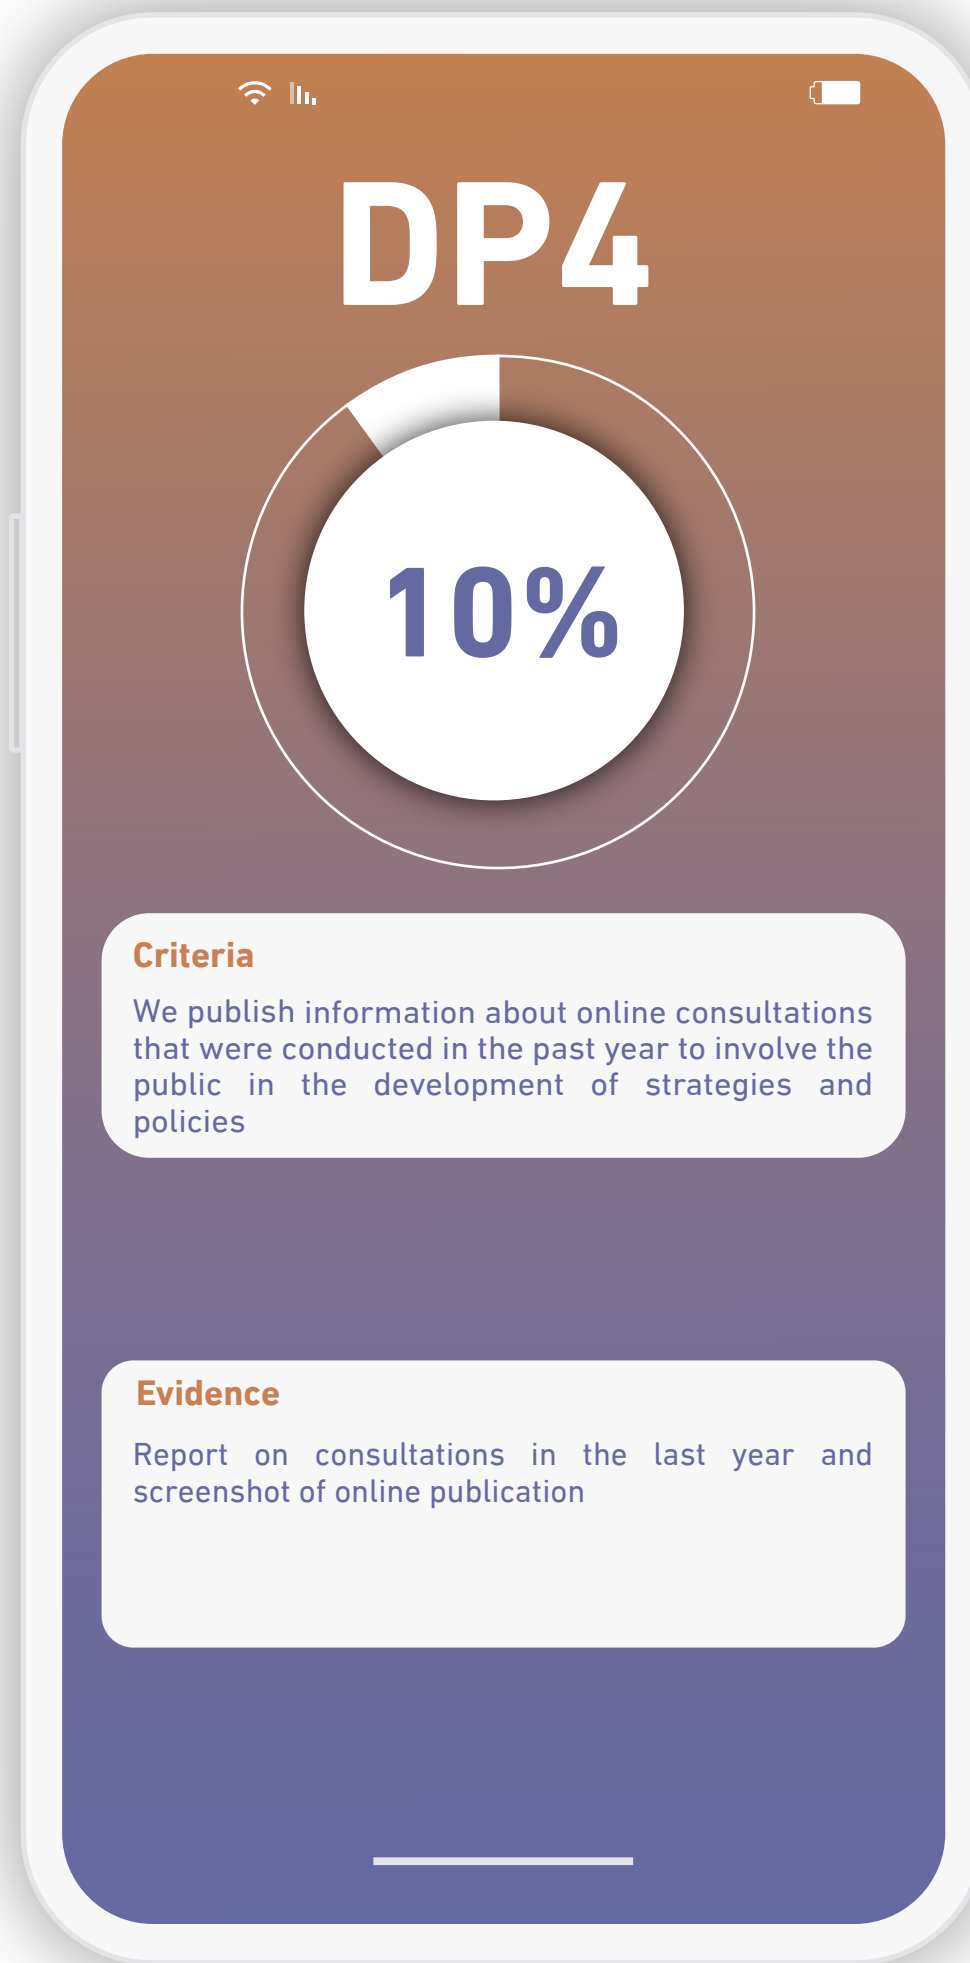 DP4
10%
Criteria
We publish information about online consultations
that were conducted in the past year to involve the
public in the development of strategies and
policies
Evidence
Report on consultations in the last year and
screenshot of online publication